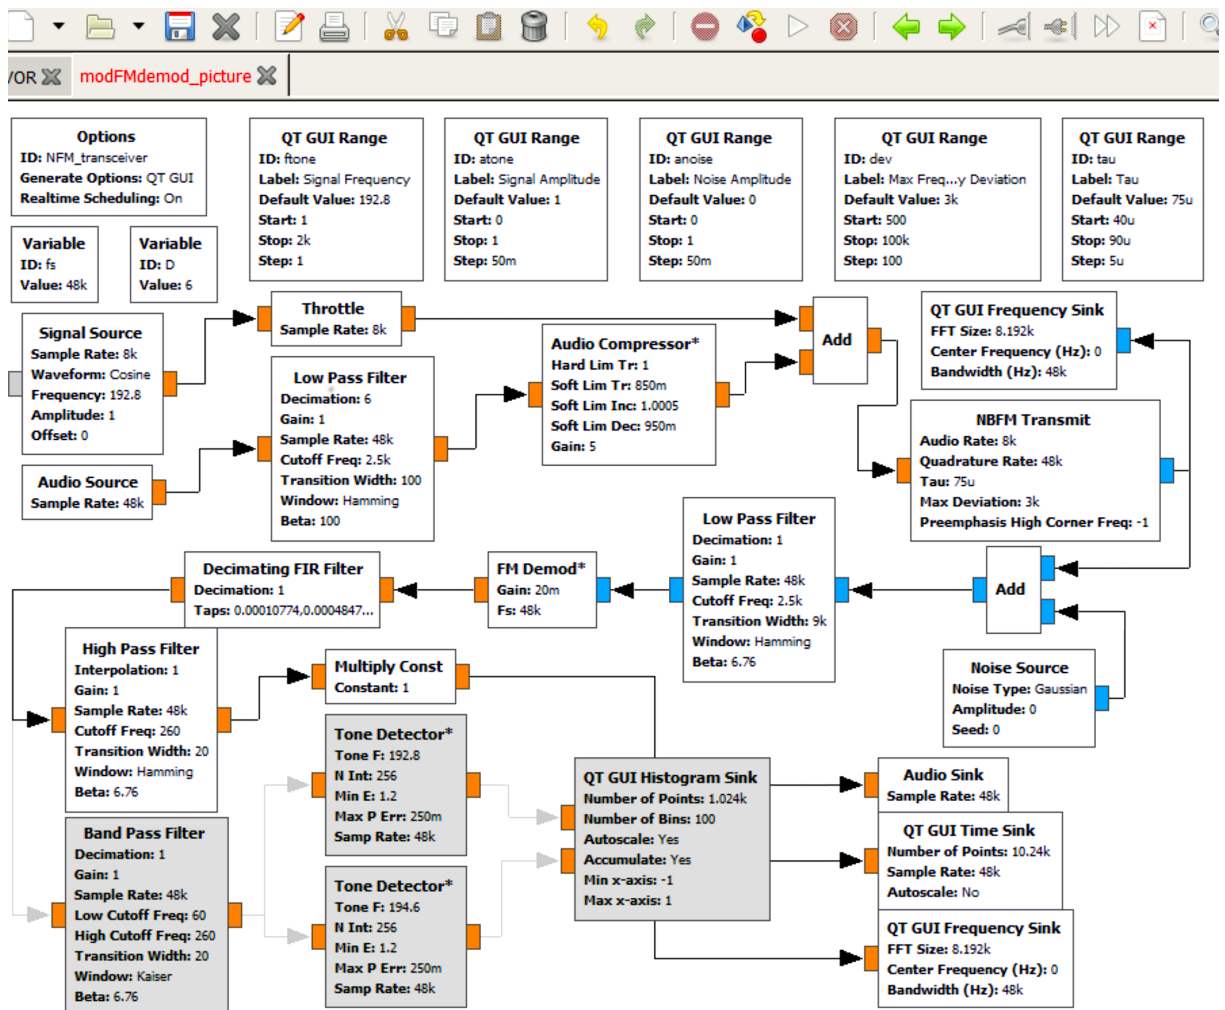 /OR
modFMdemod_picture
Options
ID: NFM_transceiver
Generate Options: QT GUI
Realtime Scheduling: On
QT GUI Range
ID: ftone
Label: Signal Frequency
Default Value: 192.8
Start: 1
Stop: 2k
Step: 1
QT GUI Range
ID: atone
Label: Signal Amplitude
Default Value: 1
Start: 0
Stop: 1
Step: 50m
QT GUI Range
ID: anoise
Label: Noise Amplitude
Default Value: 0
Start: 0
Stop: 1
Step: 50m
QT GUI Range
ID: dev
Label: Max Freq...y Deviation
Default Value: 3k
Start: 500
Stop: 100k
Step: 100
QT GUI Range
ID: tau
Label: Tau
Default Value: 75u
Start: 40u
Stop: 90u
Step: 5u
Variable
ID: fs
Value: 48k
Variable
ID: D
Value: 6
Signal Source
Sample Rate: 8k
Waveform: Cosine
Frequency: 192.8
Amplitude: 1
Offset: 0
Throttle
Sample Rate: 8k
Audio Source
Sample Rate: 48k
Low Pass Filter
Decimation: 6
Gain: 1
Sample Rate: 48k
Cutoff Freq: 2.5k
Transition Width: 100
Window: Hamming
Beta: 100
Audio Compressor*
Hard Lim Tr: 1
Soft Lim Tr: 850m
Soft Lim Inc: 1.0005
Soft Lim Dec: 950m
Gain: 5
Add
QT GUI Frequency Sink
FFT Size: 8.192k
Center Frequency (Hz): 0
Bandwidth (Hz): 48k
NBFM Transmit
Audio Rate: 8k
Quadrature Rate: 48k
Tau: 75u
Max Deviation: 3k
Preemphasis High Corner Freq: -1
Decimating FIR Filter
Decimation: 1
Taps: 0.00010774,0.0004847...
FM Demod*
Gain: 20m
Fs: 48k
Low Pass Filter
Decimation: 1
Gain: 1
Sample Rate: 48k
Cutoff Freq: 2.5k
Transition Width: 9k
Window: Hamming
Beta: 6.76
Add
Noise Source
Noise Type: Gaussian
Amplitude: 0
Seed: 0
High Pass Filter
Interpolation: 1
Gain: 1
Sample Rate: 48k
Cutoff Freq: 260
Transition Width: 20
Window: Hamming
Beta: 6.76
Multiply Const
Constant: 1
Tone Detector*
Tone F: 192.8
N Int: 256
Min E: 1.2
Max P Err: 250m
Samp Rate: 48k
Band Pass Filter
Decimation: 1
Gain: 1
Sample Rate: 48k
Low Cutoff Freq: 60
High Cutoff Freq: 260
Transition Width: 20
Window: Kaiser
Beta: 6.76
Tone Detector*
Tone F: 194.6
N Int: 256
Min E: 1.2
Max P Err: 250m
Samp Rate: 48k
QT GUI Histogram Sink
Number of Points: 1.024k
Number of Bins: 100
Autoscale: Yes
Accumulate: Yes
Min x-axis: -1
Max x-axis: 1
Audio Sink
Sample Rate: 48k
QT GUI Time Sink
Number of Points: 10.24k
Sample Rate: 48k
Autoscale: No
QT GUI Frequency Sink
FFT Size: 8.192k
Center Frequency (Hz): 0
Bandwidth (Hz): 48k